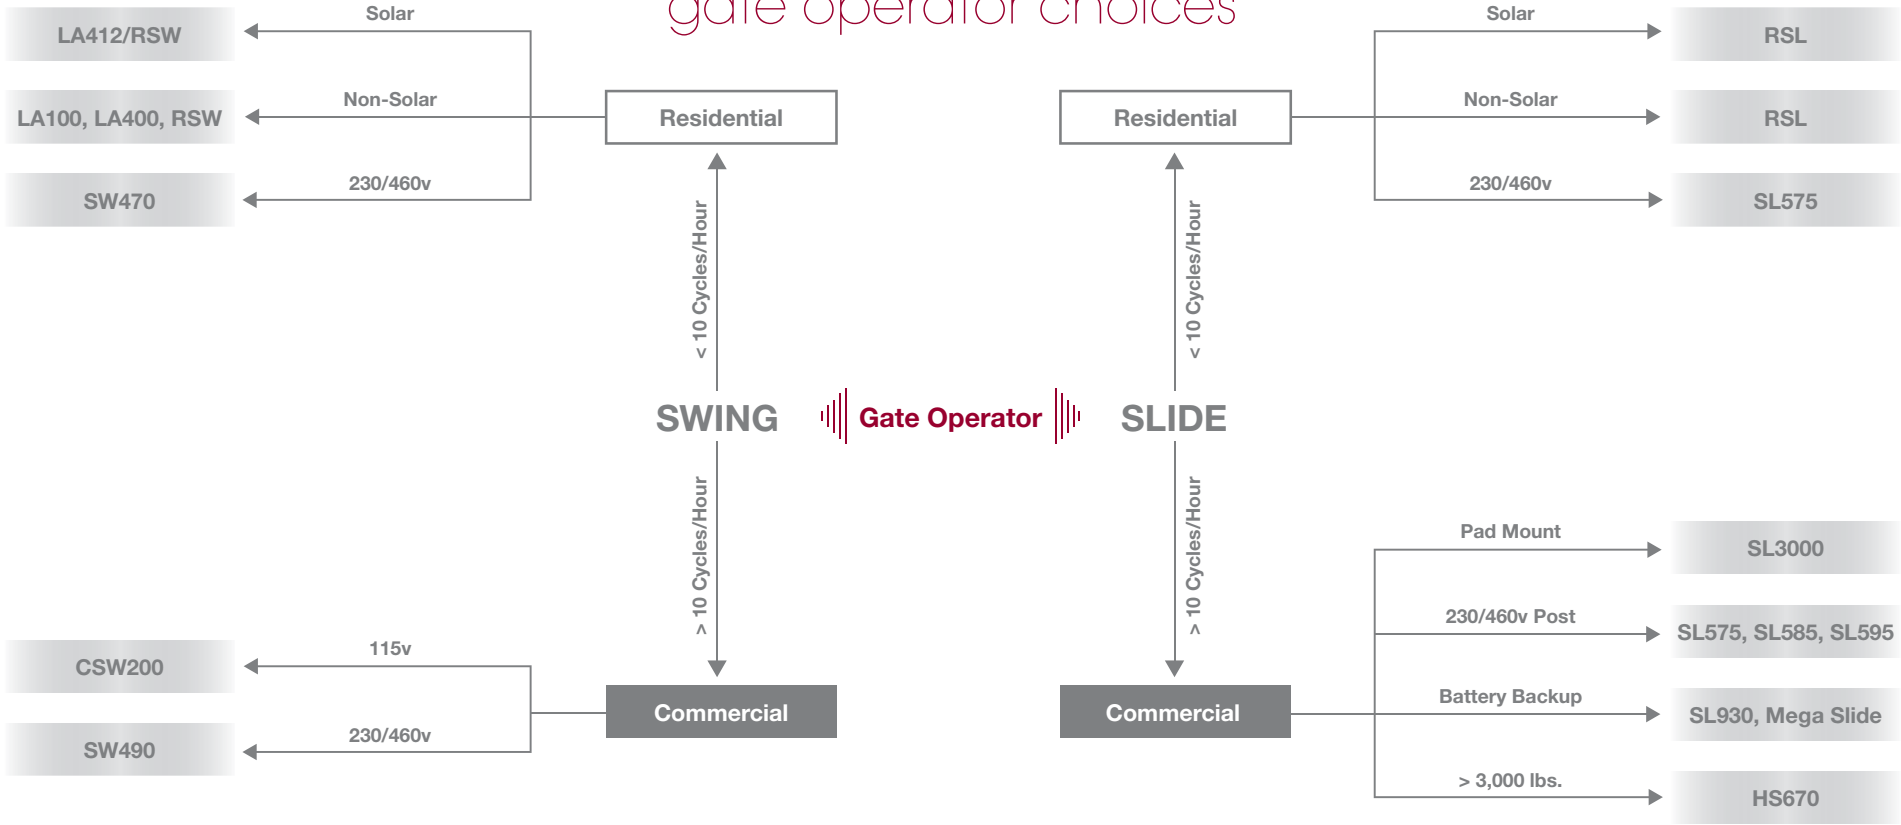 gate operator choices
Solar
LA412/RSW
Non-Solar
LA100, LA400, RSW
230/460v
SW470
Residential
< 10 Cycles/Hour
SWING
> 10 Cycles/Hour
Commercial
115v
CSW200
230/460v
SW490
Gate Operator
SLIDE
< 10 Cycles/Hour
Residential
Solar
RSL
Non-Solar
RSL
230/460v
SL575
> 10 Cycles/Hour
Commercial
Pad Mount
SL3000
230/460v Post
SL575, SL585, SL595
Battery Backup
SL930, Mega Slide
> 3,000 lbs.
HS670